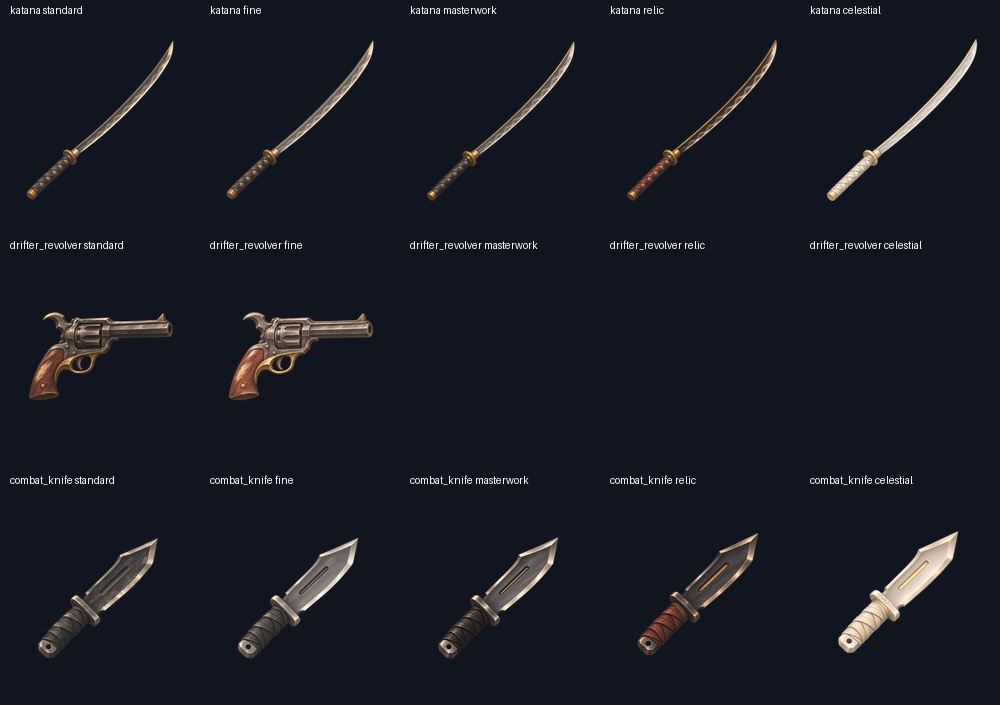 katana standard
katana fine
katana masterwork
katana relic
katana celestial
drifter_revolver standard
drifter_revolver fine
drifter_revolver masterwork
drifter_revolver relic
drifter_revolver celestial
combat_knife standard
combat_knife fine
combat_knife masterwork
combat_knife relic
combat_knife celestial